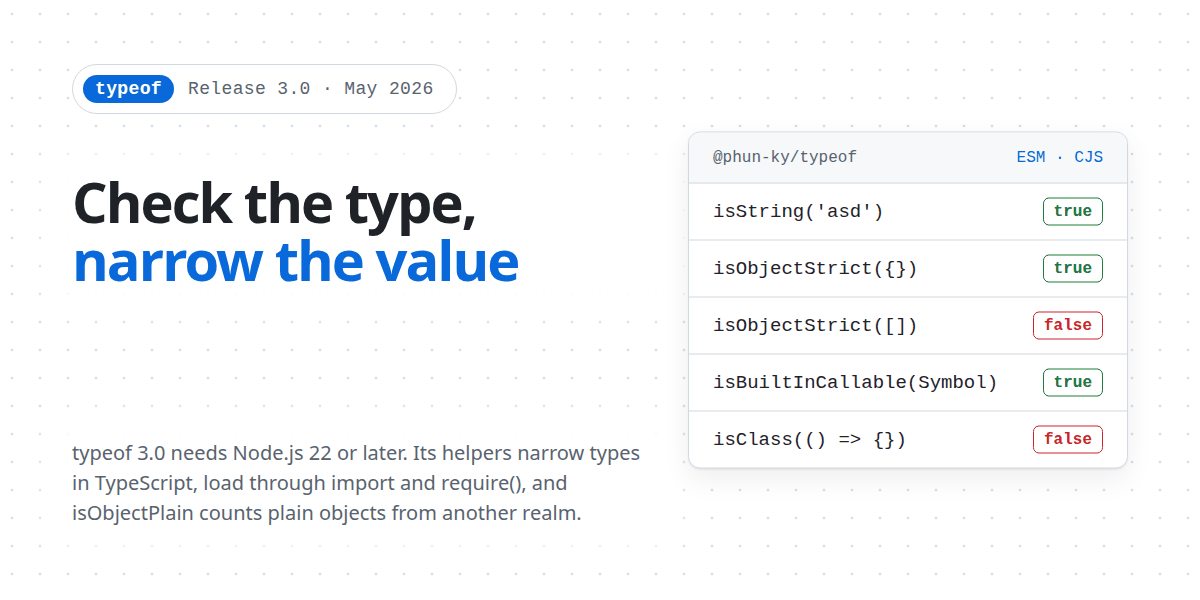 typeof Release 3.0 · May 2026
Check the type,
narrow the value
typeof 3.0 needs Node.js 22 or later. Its helpers narrow types
in TypeScript, load through import and require(), and
isObjectPlain counts plain objects from another realm.
@phun-ky/typeof ESM · CJS
isString('asd') true
isObjectStrict({}) true
isObjectStrict([]) false
isBuiltInCallable(Symbol) true
isClass(() => {}) false